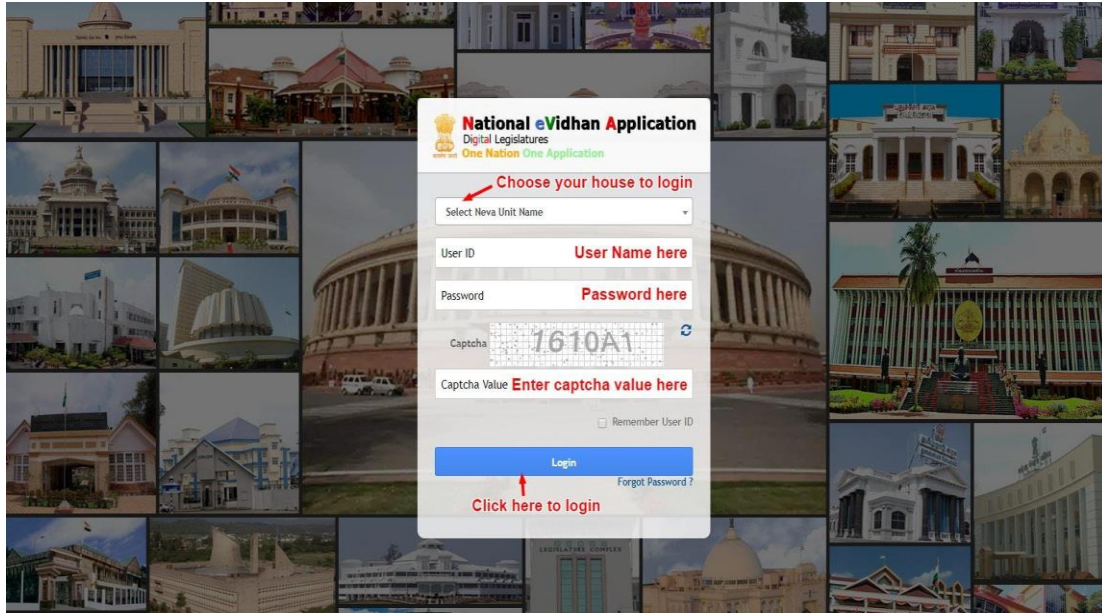 National eVidhan Application
Digital Legislatures
One Nation One Application
Choose your house to login
Select Neva Unit Name
User ID User Name here
Password Password here
Captcha 1610A1
Captcha Value Enter captcha value here
Remember User ID
Login
Forgot Password ?
Click here to login
LEGISLATURE COMPLEX